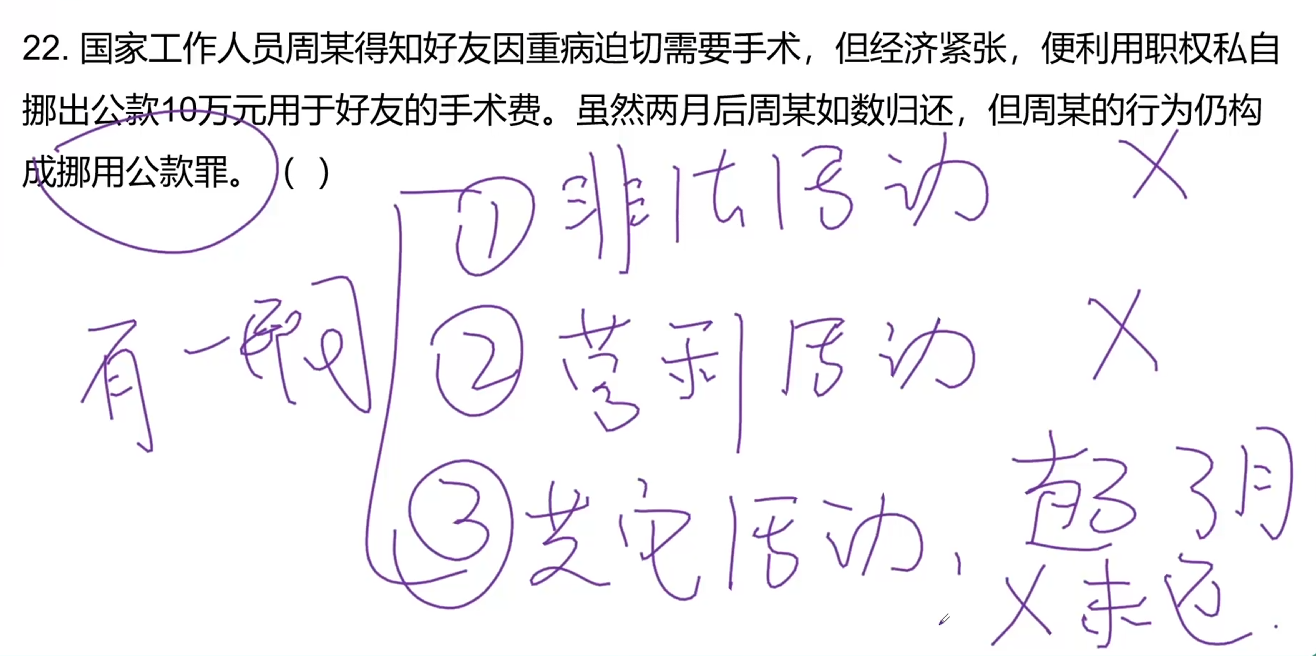 22. 国家工作人员周某得知好友因重病迫切需要手术，但经济紧张，便利用职权私自
挪出公款10万元用于好友的手术费。虽然两月后周某如数归还，但周某的行为仍构
成挪用公款罪。（ ）
① 非法活动 X
有一 ② 营利活动 X
③ 其它活动， 超3月
X 未还.